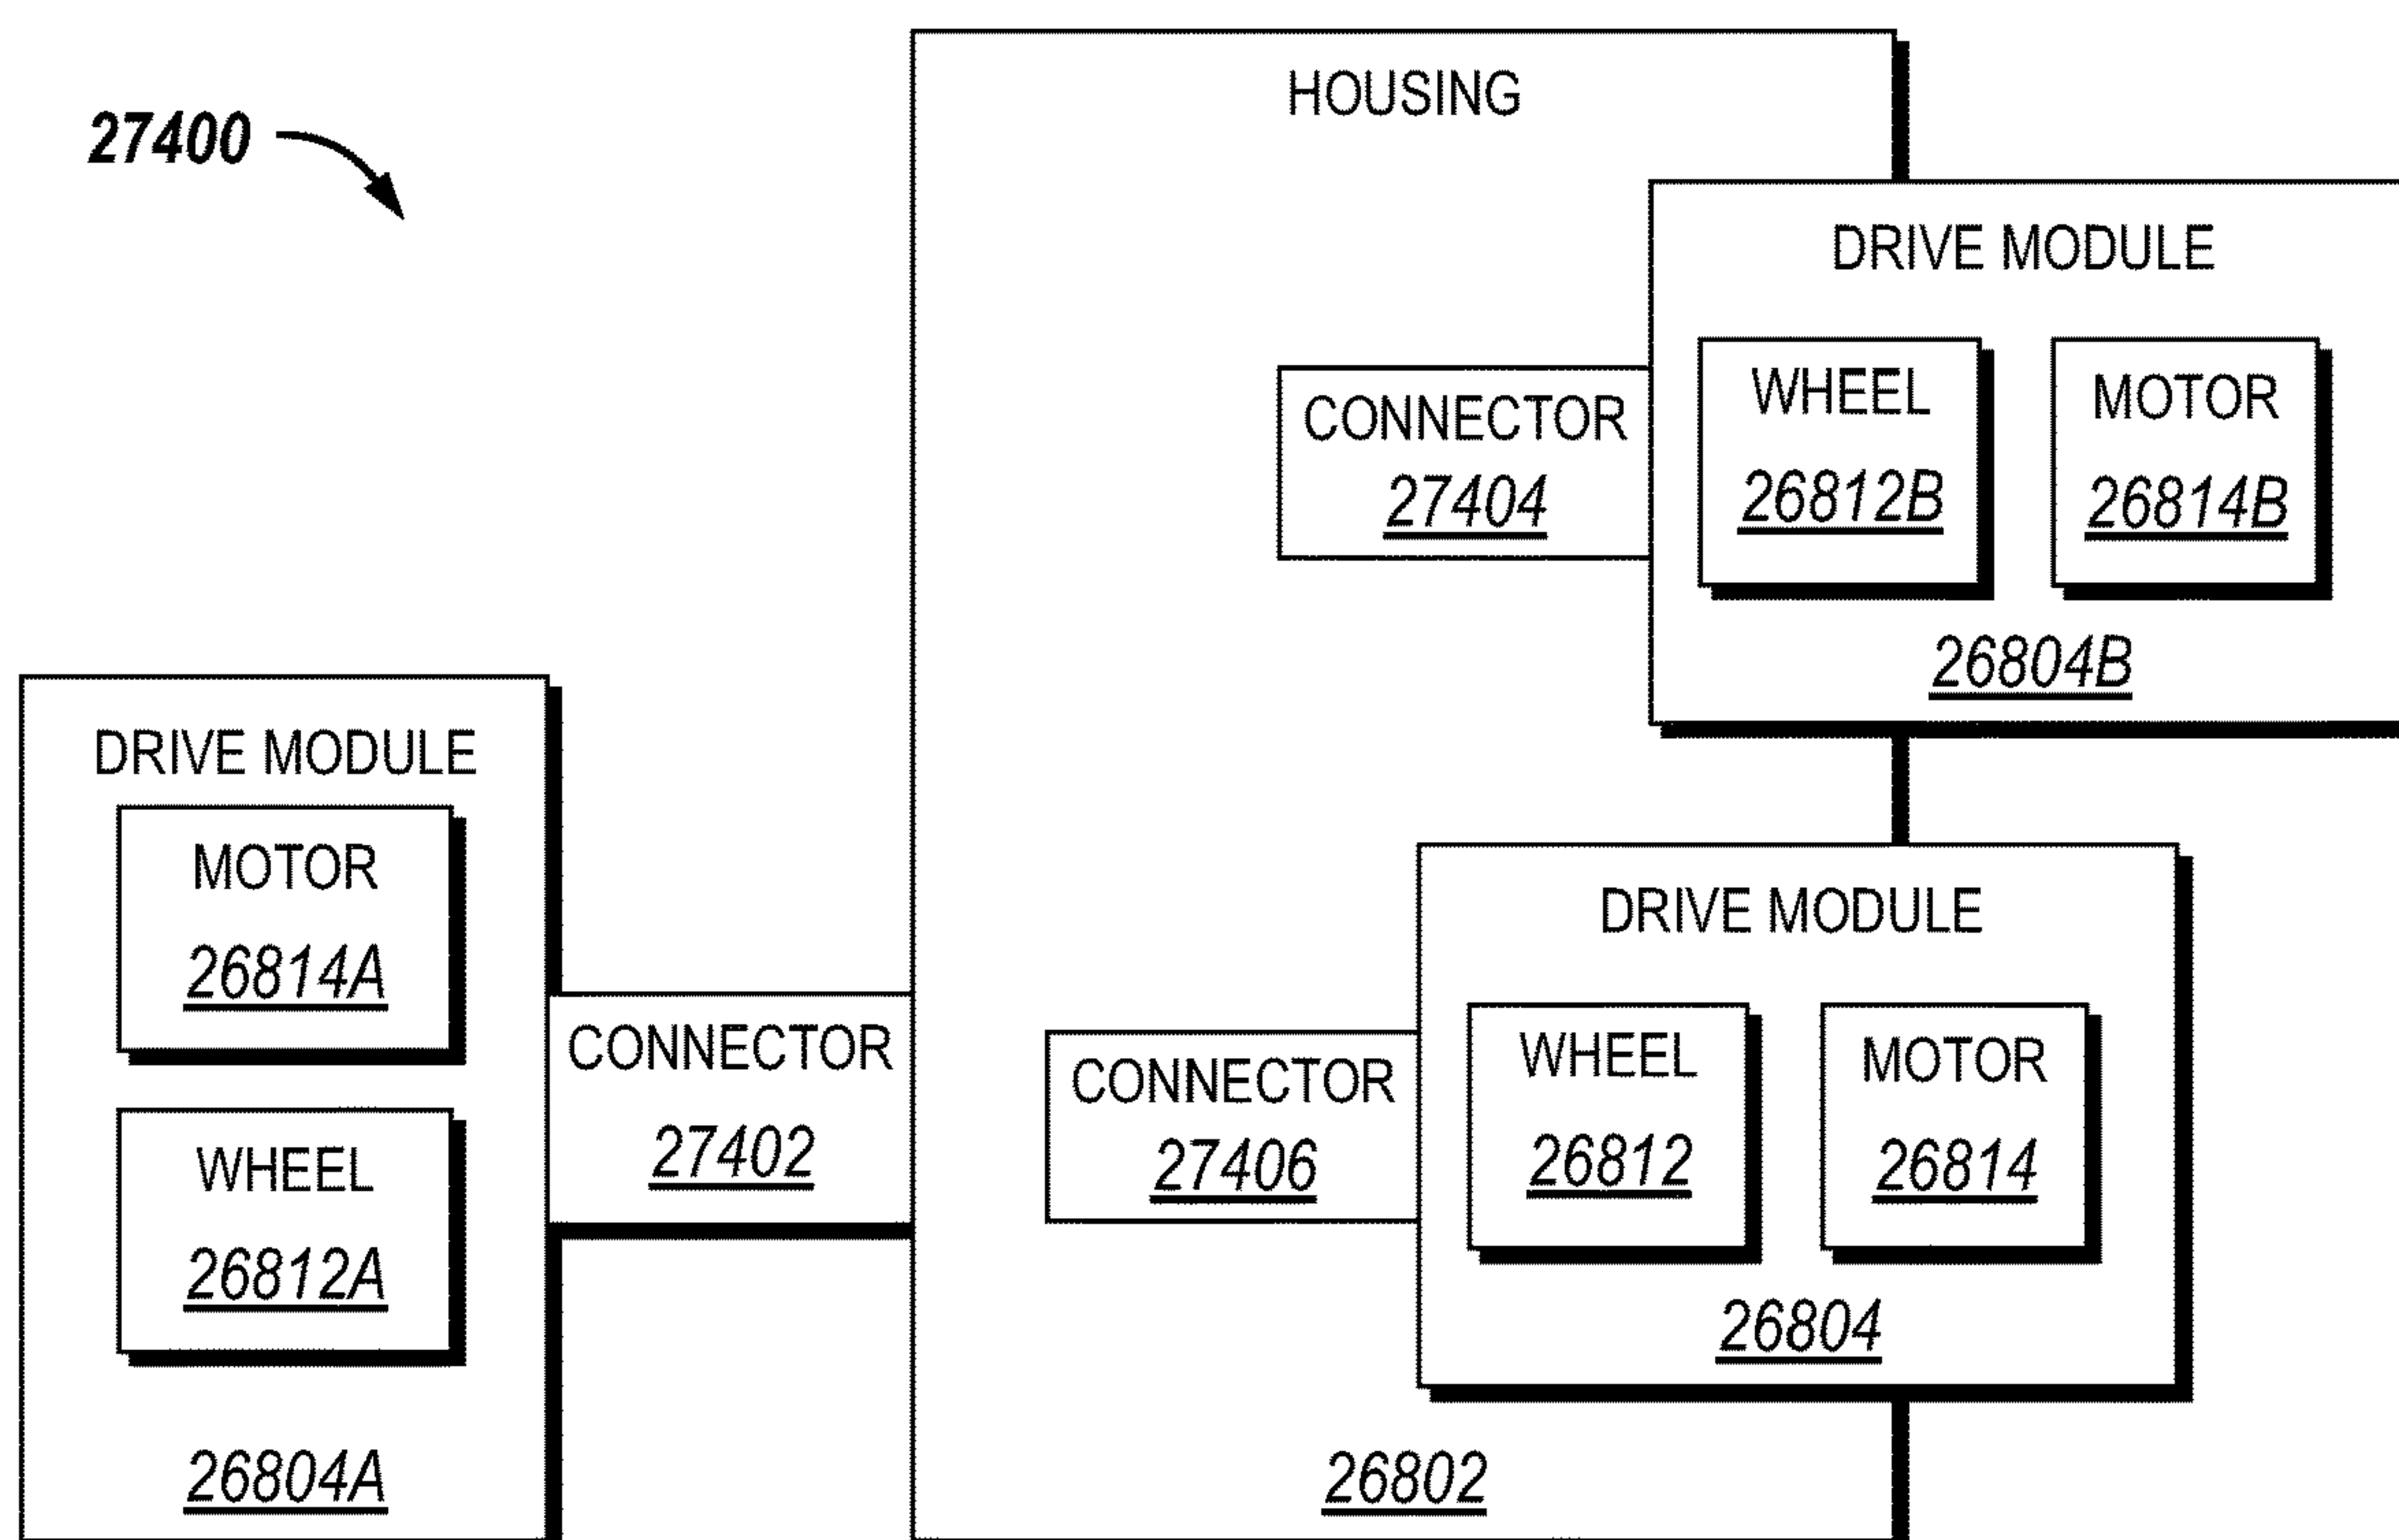 27400
HOUSING
DRIVE MODULE
WHEEL
26812B
MOTOR
26814B
26804B
CONNECTOR
27404
DRIVE MODULE
MOTOR
26814A
WHEEL
26812A
26804A
CONNECTOR
27402
CONNECTOR
27406
DRIVE MODULE
WHEEL
26812
MOTOR
26814
26804
26802